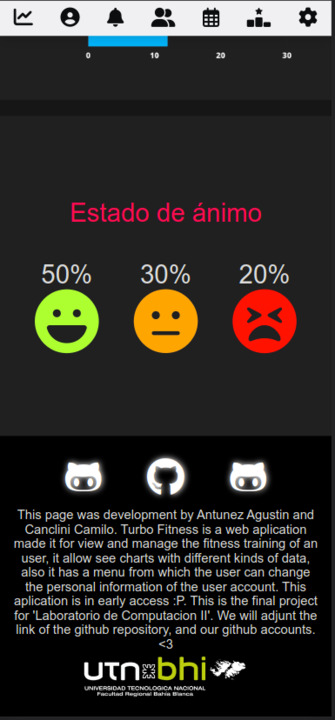 0 10 20 30
Estado de ánimo
50% 30% 20%
This page was development by Antunez Agustin and
Canclini Camilo. Turbo Fitness is a web aplication
made it for view and manage the fitness training of an
user, it allow see charts with different kinds of data,
also it has a menu from which the user can change
the personal information of the user account. This
aplication is in early access :P. This is the final project
for 'Laboratorio de Computacion II'. We will adjunt the
link of the github repository, and our github accounts.
<3
utn bhi
UNIVERSIDAD TECNOLOGICA NACIONAL
Facultad Regional Bahía Blanca